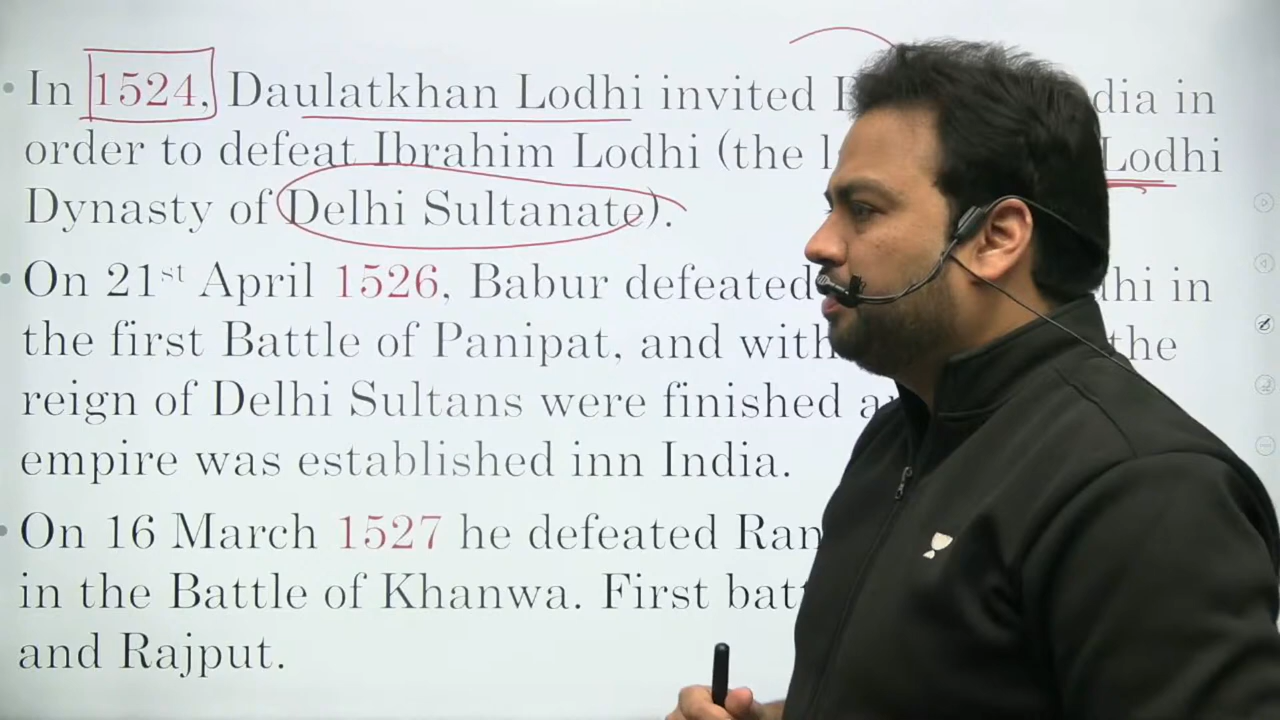 • In 1524, Daulatkhan Lodhi invited dia in
order to defeat Ibrahim Lodhi (the Lodhi
Dynasty of Delhi Sultanate).
• On 21st April 1526, Babur defeated dhi in
the first Battle of Panipat, and with the
reign of Delhi Sultans were finished
empire was established inn India.
• On 16 March 1527 he defeated
in the Battle of Khanwa. First
and Rajput.